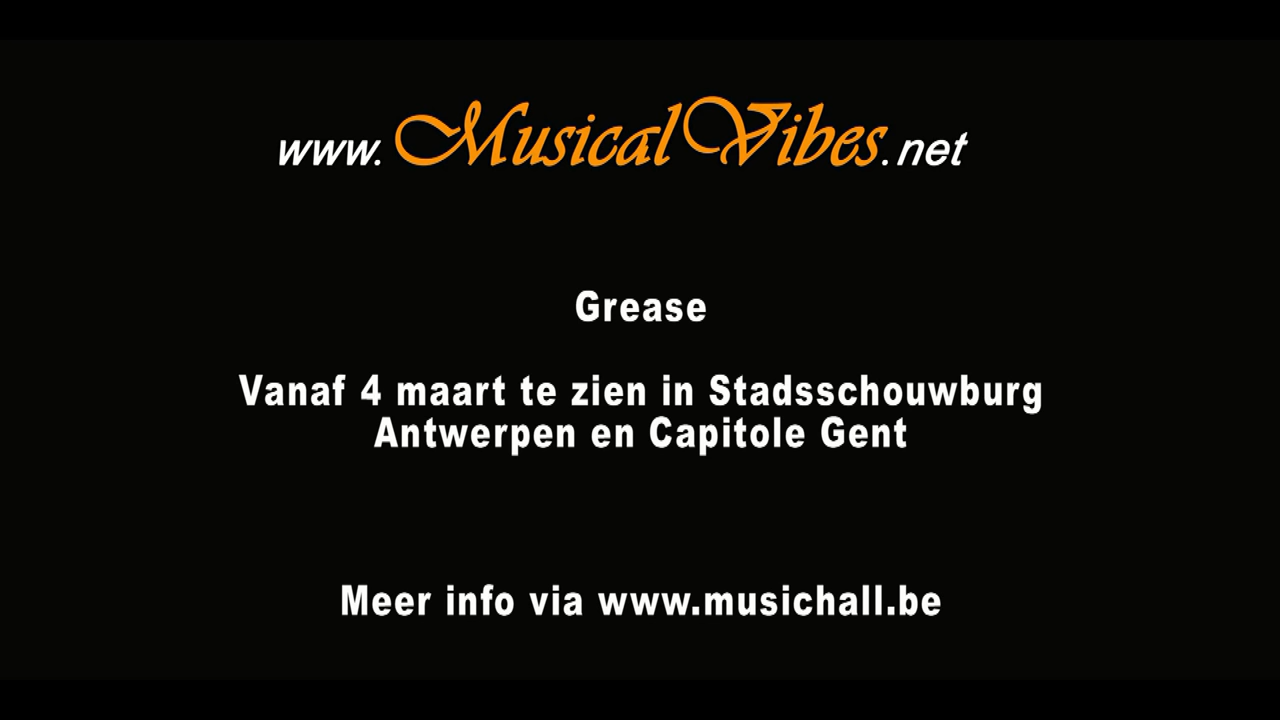 www.MusicalVibes.net
Grease
Vanaf 4 maart te zien in Stadsschouwburg
Antwerpen en Capitole Gent
Meer info via www.musichall.be